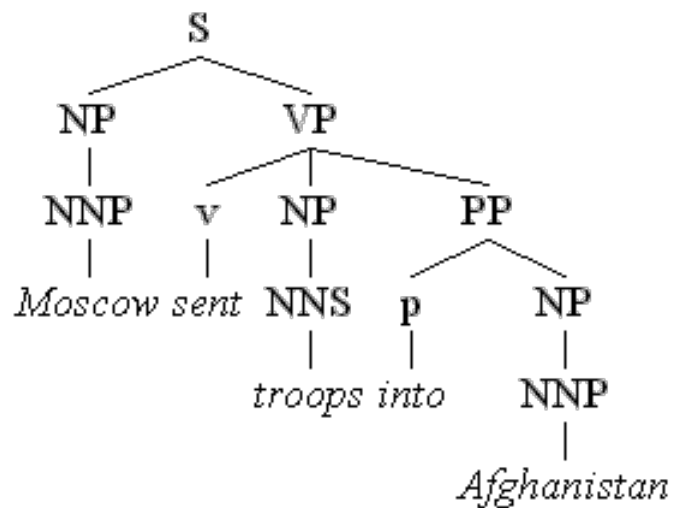 S
NP VP
NNP v NP PP
Moscow sent NNS p NP
troops into NNP
Afghanistan